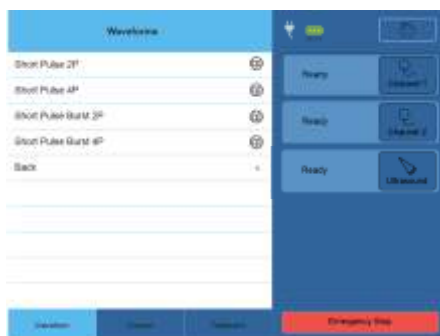 Waveforms
Short Pulse 2P
Short Pulse 4P
Short Pulse Burst 2P
Short Pulse Burst 4P
Back
Ready
Channel 1
Ready
Channel 2
Ready
Ultrasound
Emergency Stop